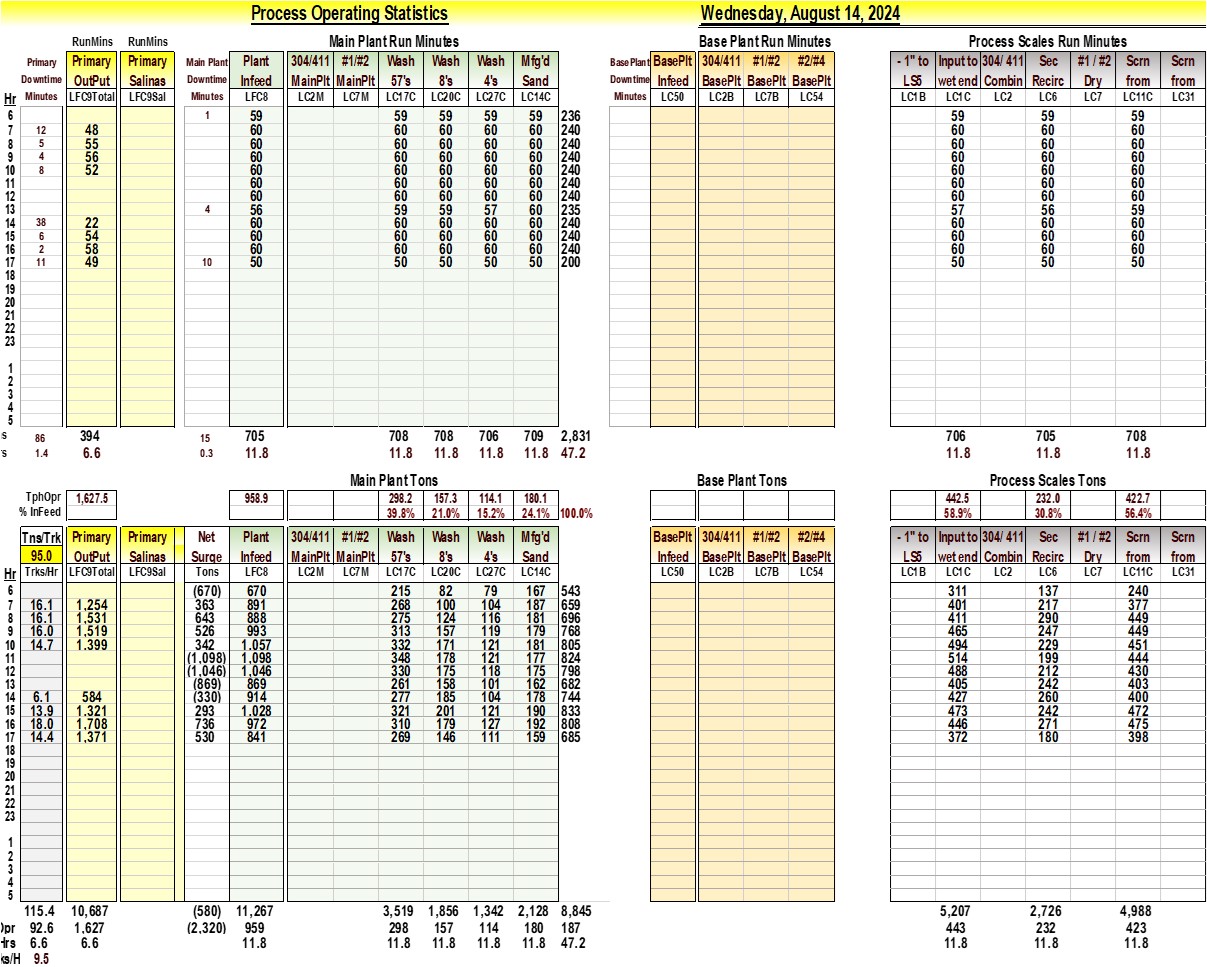 Process Operating Statistics Wednesday, August 14, 2024
RunMins RunMins Main Plant Run Minutes Base Plant Run Minutes Process Scales Run Minutes
Primary Primary Primary Main Plant Plant 304/411 #1/#2 Wash Wash Wash Mfg'd BasePlant BasePlt 304/411 #1/#2 #2/#4 - 1" to Input to 304/ 411 Sec #1 / #2 Scrn Scrn
Downtime OutPut Salinas Downtime Infeed MainPlt MainPlt 57's 8's 4's Sand Downtime Infeed BasePlt BasePlt BasePlt LS5 wet end Combin Recirc Dry from from
Hr Minutes LFC9Total LFC9Sal Minutes LFC8 LC2M LC7M LC17C LC20C LC27C LC14C Minutes LC50 LC2B LC7B LC54 LC1B LC1C LC2 LC6 LC7 LC11C LC31
6 1 59 59 59 59 59 236 59 59 59
7 12 48 60 60 60 60 60 240 60 60 60
8 5 55 60 60 60 60 60 240 60 60 60
9 4 56 60 60 60 60 60 240 60 60 60
10 8 52 60 60 60 60 60 240 60 60 60
11 60 60 60 60 60 240 60 60 60
12 60 60 60 60 60 240 60 60 60
13 4 56 59 59 57 60 235 57 56 59
14 38 22 60 60 60 60 60 240 60 60 60
15 6 54 60 60 60 60 60 240 60 60 60
16 2 58 60 60 60 60 60 240 60 60 60
17 11 49 10 50 50 50 50 50 200 50 50 50
18
19
20
21
22
23
1
2
3
4
5
s 86 394 15 705 708 708 706 709 2,831 706 705 708
's 1.4 6.6 0.3 11.8 11.8 11.8 11.8 11.8 47.2 11.8 11.8 11.8
Main Plant Tons Base Plant Tons Process Scales Tons
TphOpr 1,627.5 958.9 298.2 157.3 114.1 180.1 442.5 232.0 422.7
% InFeed 39.8% 21.0% 15.2% 24.1% 100.0% 58.9% 30.8% 56.4%
Tns/Trk Primary Primary Net Plant 304/411 #1/#2 Wash Wash Wash Mfg'd BasePlt 304/411 #1/#2 #2/#4 - 1" to Input to 304/ 411 Sec #1 / #2 Scrn Scrn
95.0 OutPut Salinas Surge Infeed MainPlt MainPlt 57's 8's 4's Sand Infeed BasePlt BasePlt BasePlt LS5 wet end Combin Recirc Dry from from
Hr Trks/Hr LFC9Total LFC9Sal Tons LFC8 LC2M LC7M LC17C LC20C LC27C LC14C LC50 LC2B LC7B LC54 LC1B LC1C LC2 LC6 LC7 LC11C LC31
6 (670) 670 215 82 79 167 543 311 137 240
7 16.1 1,254 363 891 268 100 104 187 659 401 217 377
8 16.1 1,531 643 888 275 124 116 181 696 411 290 449
9 16.0 1,519 526 993 313 157 119 179 768 465 247 449
10 14.7 1,399 342 1,057 332 171 121 181 805 494 229 451
11 (1,098) 1,098 348 178 121 177 824 514 199 444
12 (1,046) 1,046 330 175 118 175 798 488 212 430
13 (869) 869 261 158 101 162 682 405 242 403
14 6.1 584 (330) 914 277 185 104 178 744 427 260 400
15 13.9 1,321 293 1,028 321 201 121 190 833 473 242 472
16 18.0 1,708 736 972 310 179 127 192 808 446 271 475
17 14.4 1,371 530 841 269 146 111 159 685 372 180 398
18
19
20
21
22
23
1
2
3
4
5
115.4 10,687 (580) 11,267 3,519 1,856 1,342 2,128 8,845 5,207 2,726 4,988
Opr 92.6 1,627 (2,320) 959 298 157 114 180 187 443 232 423
Hrs 6.6 6.6 11.8 11.8 11.8 11.8 11.8 47.2 11.8 11.8 11.8
ks/H 9.5